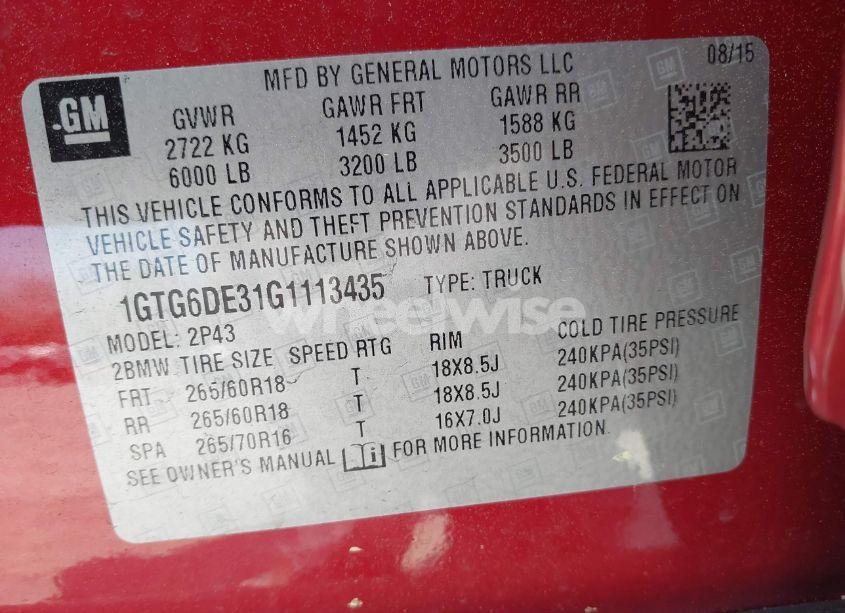 GM
MFD BY GENERAL MOTORS LLC
08/15
GVWR GAWR FRT GAWR RR
2722 KG 1452 KG 1588 KG
6000 LB 3200 LB 3500 LB
THIS VEHICLE CONFORMS TO ALL APPLICABLE U.S. FEDERAL MOTOR
VEHICLE SAFETY AND THEFT PREVENTION STANDARDS IN EFFECT ON
THE DATE OF MANUFACTURE SHOWN ABOVE.
1GTG6DE31G1113435 TYPE: TRUCK
wheelwise
MODEL: 2P43
2BMW TIRE SIZE SPEED RTG RIM COLD TIRE PRESSURE
FRT 265/60R18 T 18X8.5J 240KPA(35PSI)
RR 265/60R18 T 18X8.5J 240KPA(35PSI)
SPA 265/70R16 T 16X7.0J 240KPA(35PSI)
SEE OWNER'S MANUAL i FOR MORE INFORMATION.